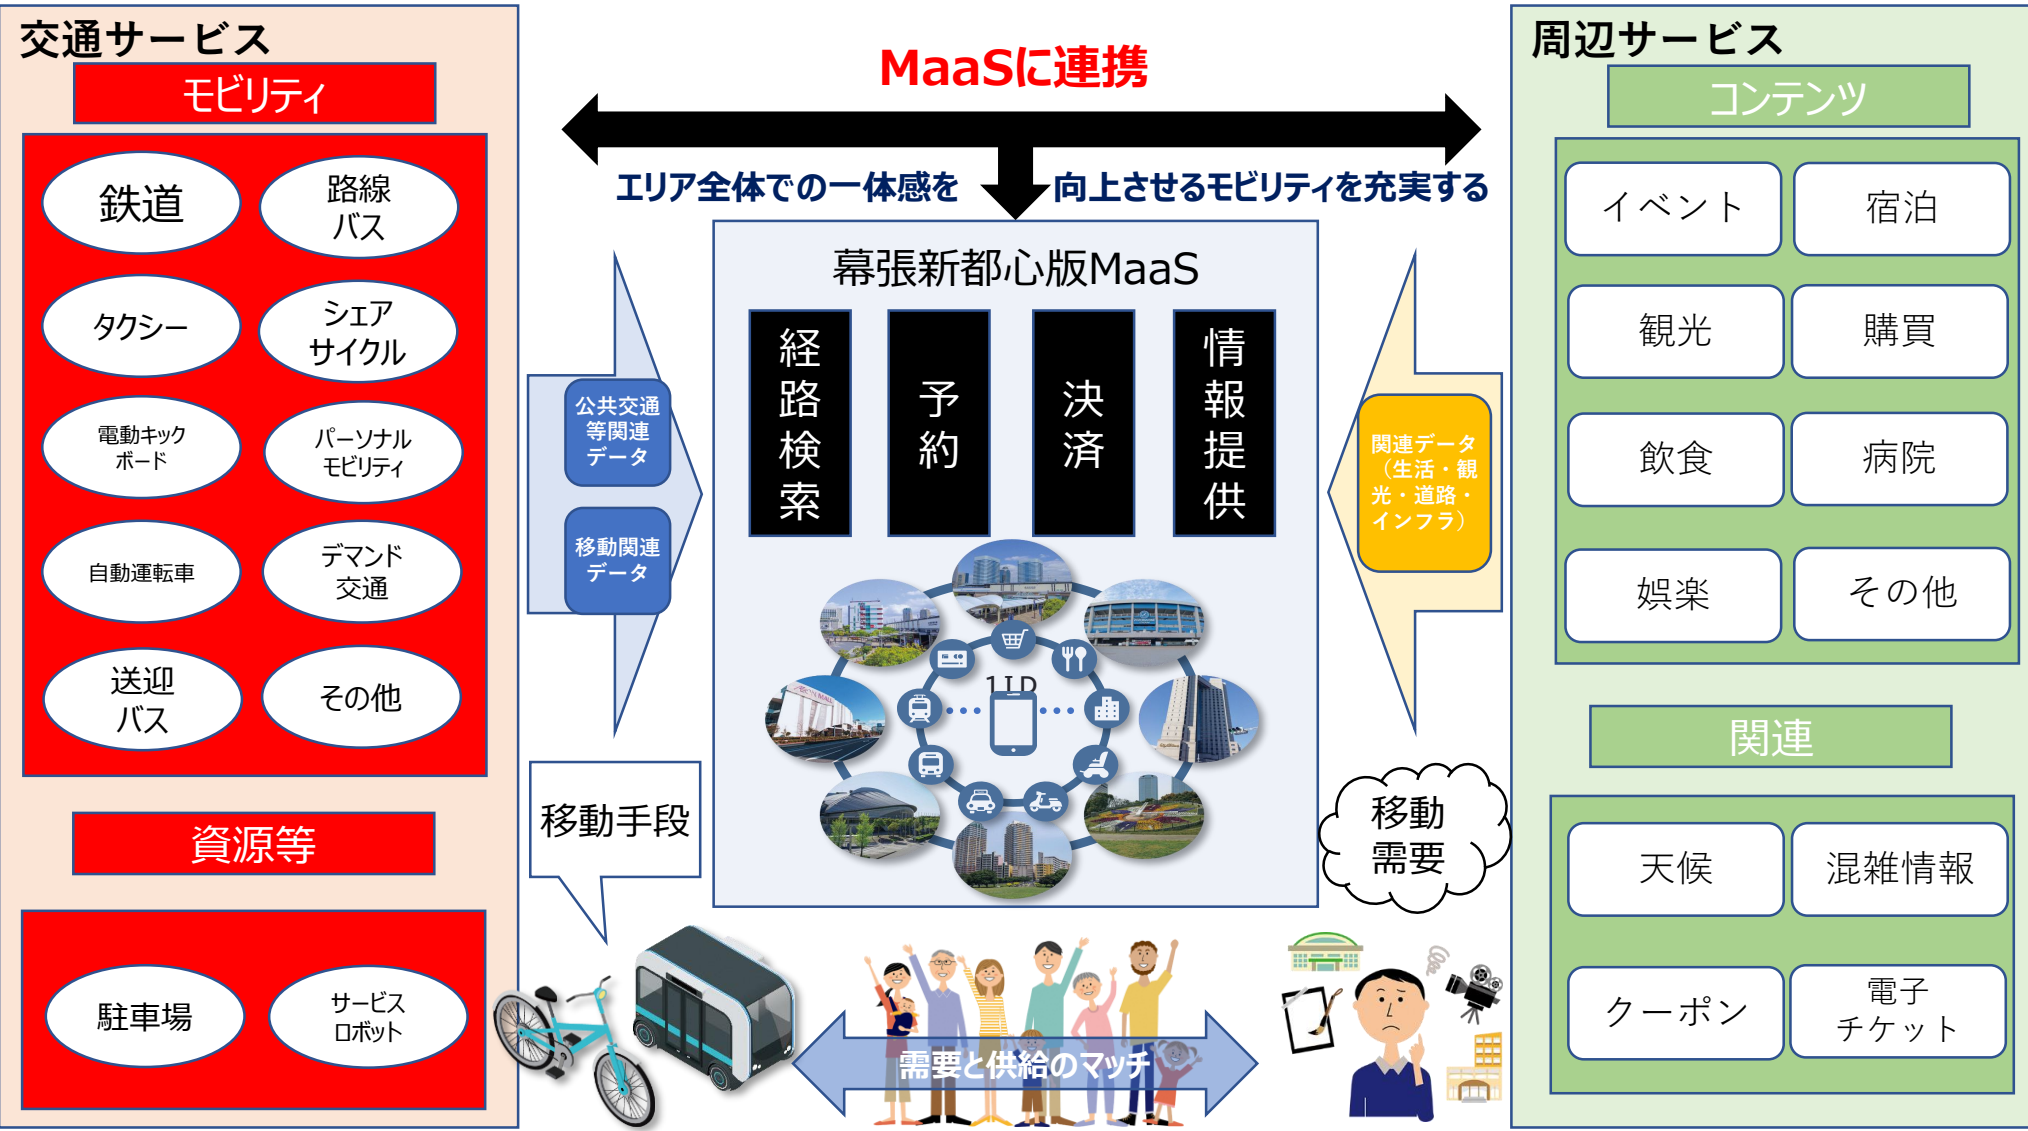 交通サービス
モビリティ
鉄道
路線
バス
タクシー
シェア
サイクル
電動キック
ボード
パーソナル
モビリティ
自動運転車
デマンド
交通
送迎
バス
その他
資源等
駐車場
サービス
ロボット
MaaSに連携
エリア全体での一体感を
向上させるモビリティを充実する
公共交通
等関連
データ
移動関連
データ
幕張新都心版MaaS
経路検索
予約
決済
情報提供
1ID
関連データ
（生活・観
光・道路・
インフラ）
移動手段
移動
需要
需要と供給のマッチ
周辺サービス
コンテンツ
イベント
宿泊
観光
購買
飲食
病院
娯楽
その他
関連
天候
混雑情報
クーポン
電子
チケット